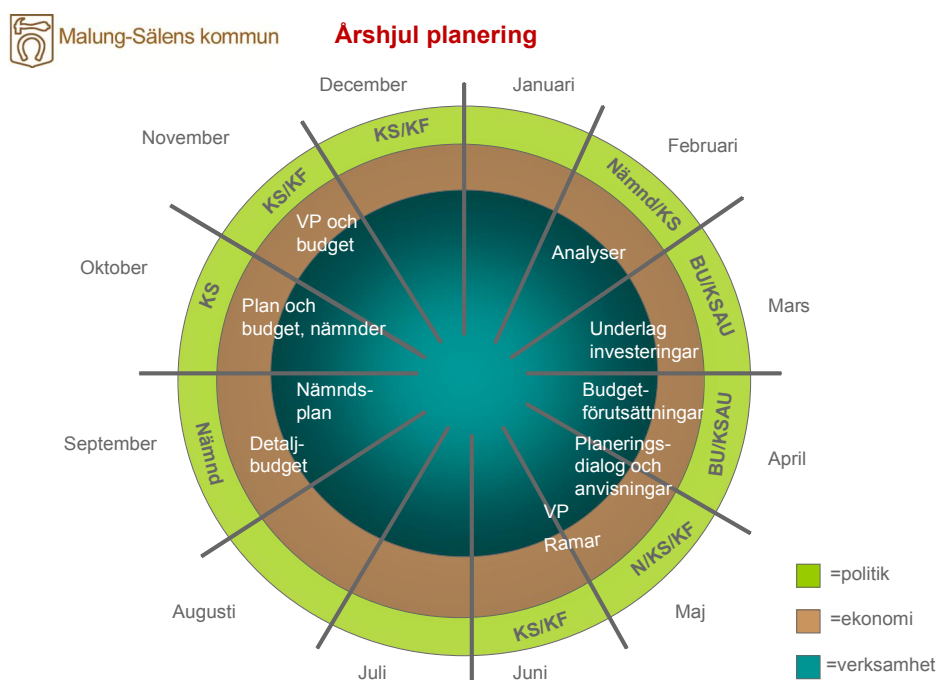 Malung-Sälens kommun
Årshjul planering
December
Januari
November
KS/KF
Februari
KS/KF
Nämnd/KS
VP och
budget
Analyser
Oktober
KS
BU/KSAU
Mars
Plan och
budget, nämnder
Underlag
investeringar
Nämnds-
plan
Budget-
förutsättningar
September
Nämnd
Detalj-
budget
Planerings-
dialog och
anvisningar
BU/KSAU
April
VP
Ramar
N/KS/KF
=politik
Augusti
KS/KF
Maj
=ekonomi
Juli
Juni
=verksamhet